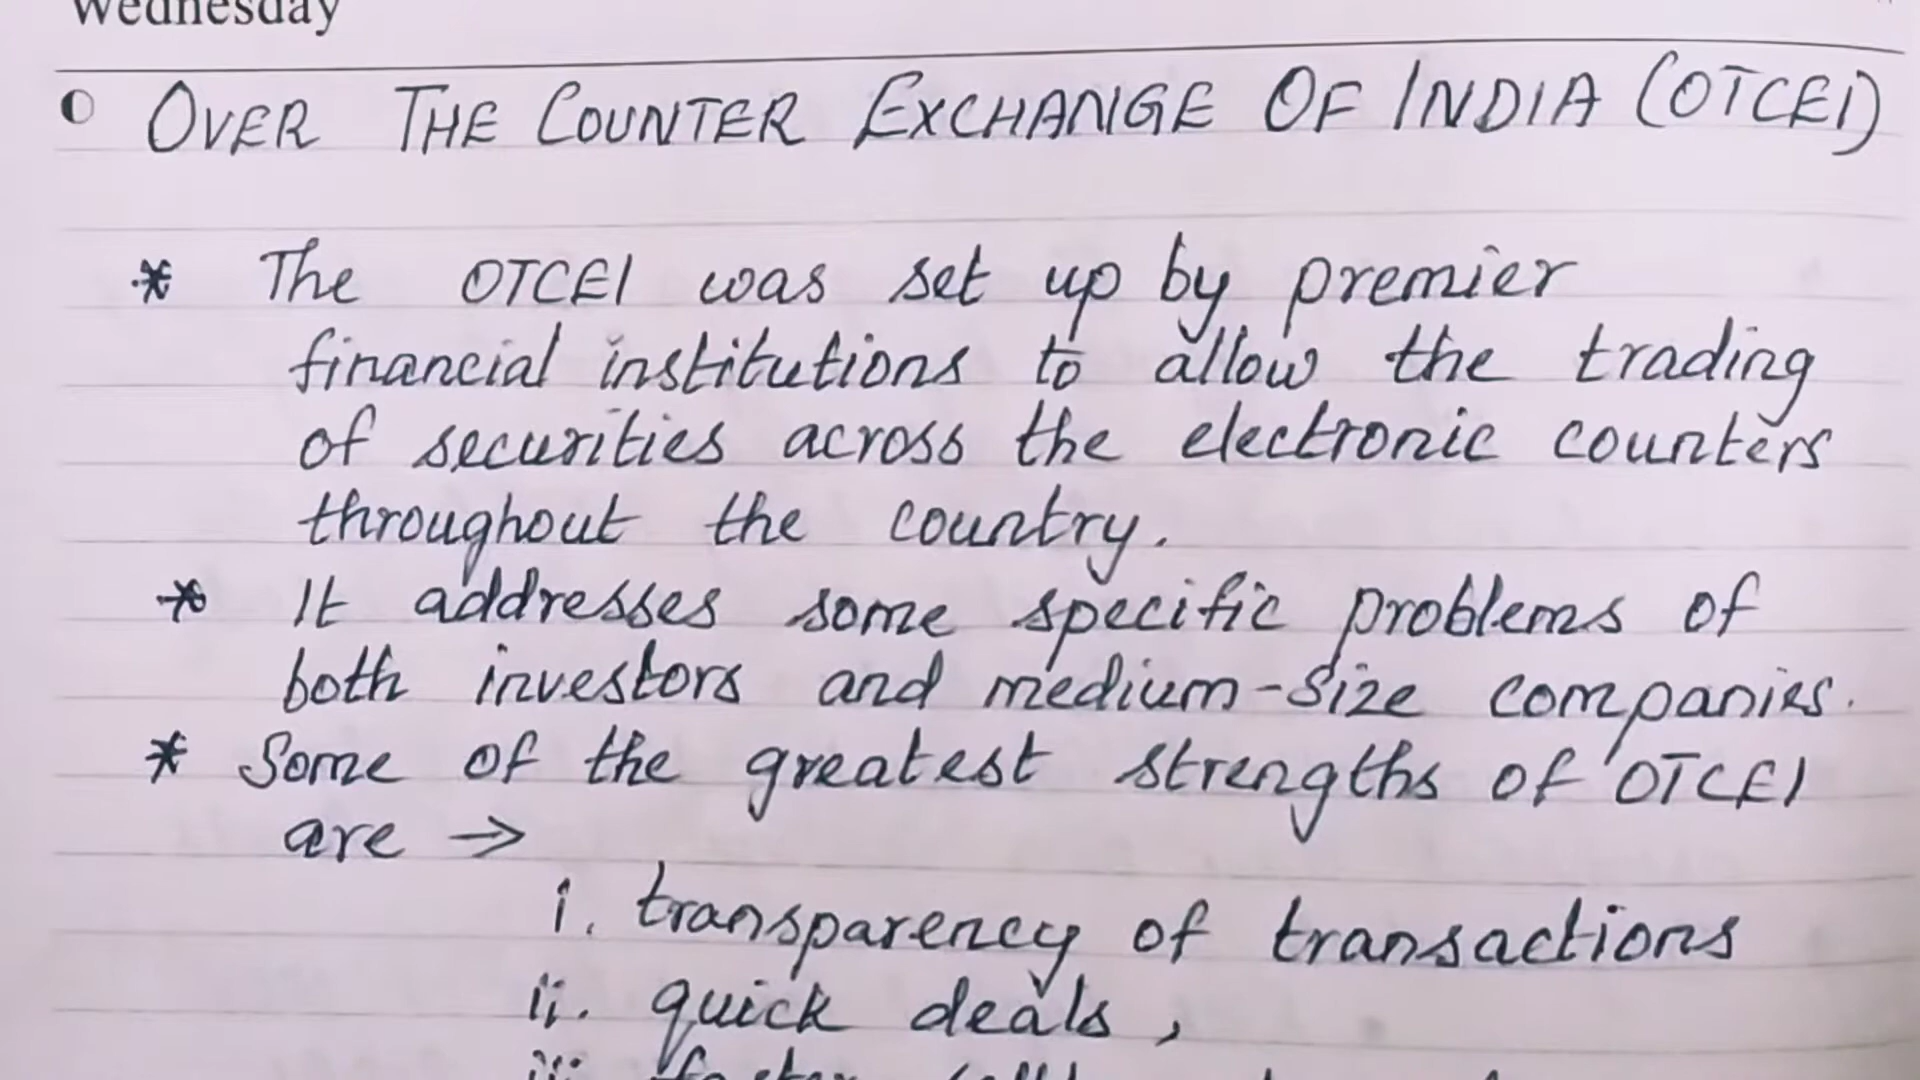 Wednesday
OVER THE COUNTER EXCHANGE OF INDIA (OTCEI)
* The OTCEI was set up by premier
financial institutions to allow the trading
of securities across the electronic counters
throughout the country.
* It addresses some specific problems of
both investors and medium-size companies.
* Some of the greatest strengths of OTCEI
are →
i. transparency of transactions
ii. quick deals,
iii. faster